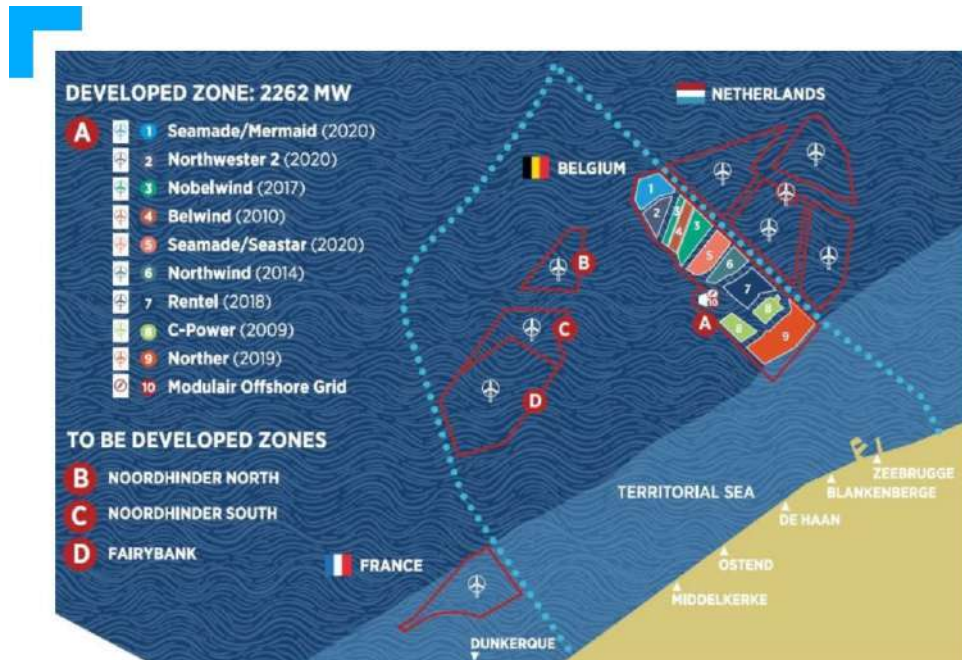 DEVELOPED ZONE: 2262 MW
A
1 Seamade/Mermaid (2020)
2 Northwester 2 (2020)
3 Nobelwind (2017)
4 Belwind (2010)
5 Seamade/Seastar (2020)
6 Northwind (2014)
7 Rentel (2018)
8 C-Power (2009)
9 Norther (2019)
10 Modulair Offshore Grid
TO BE DEVELOPED ZONES
B NOORDHINDER NORTH
C NOORDHINDER SOUTH
D FAIRYBANK
NETHERLANDS
BELGIUM
1
2
3
3
4
5
6
7
8
8
9
10
A
B
C
D
TERRITORIAL SEA
ZEEBRUGGE
BLANKENBERGE
DE HAAN
OSTEND
MIDDELKERKE
FRANCE
DUNKERQUE